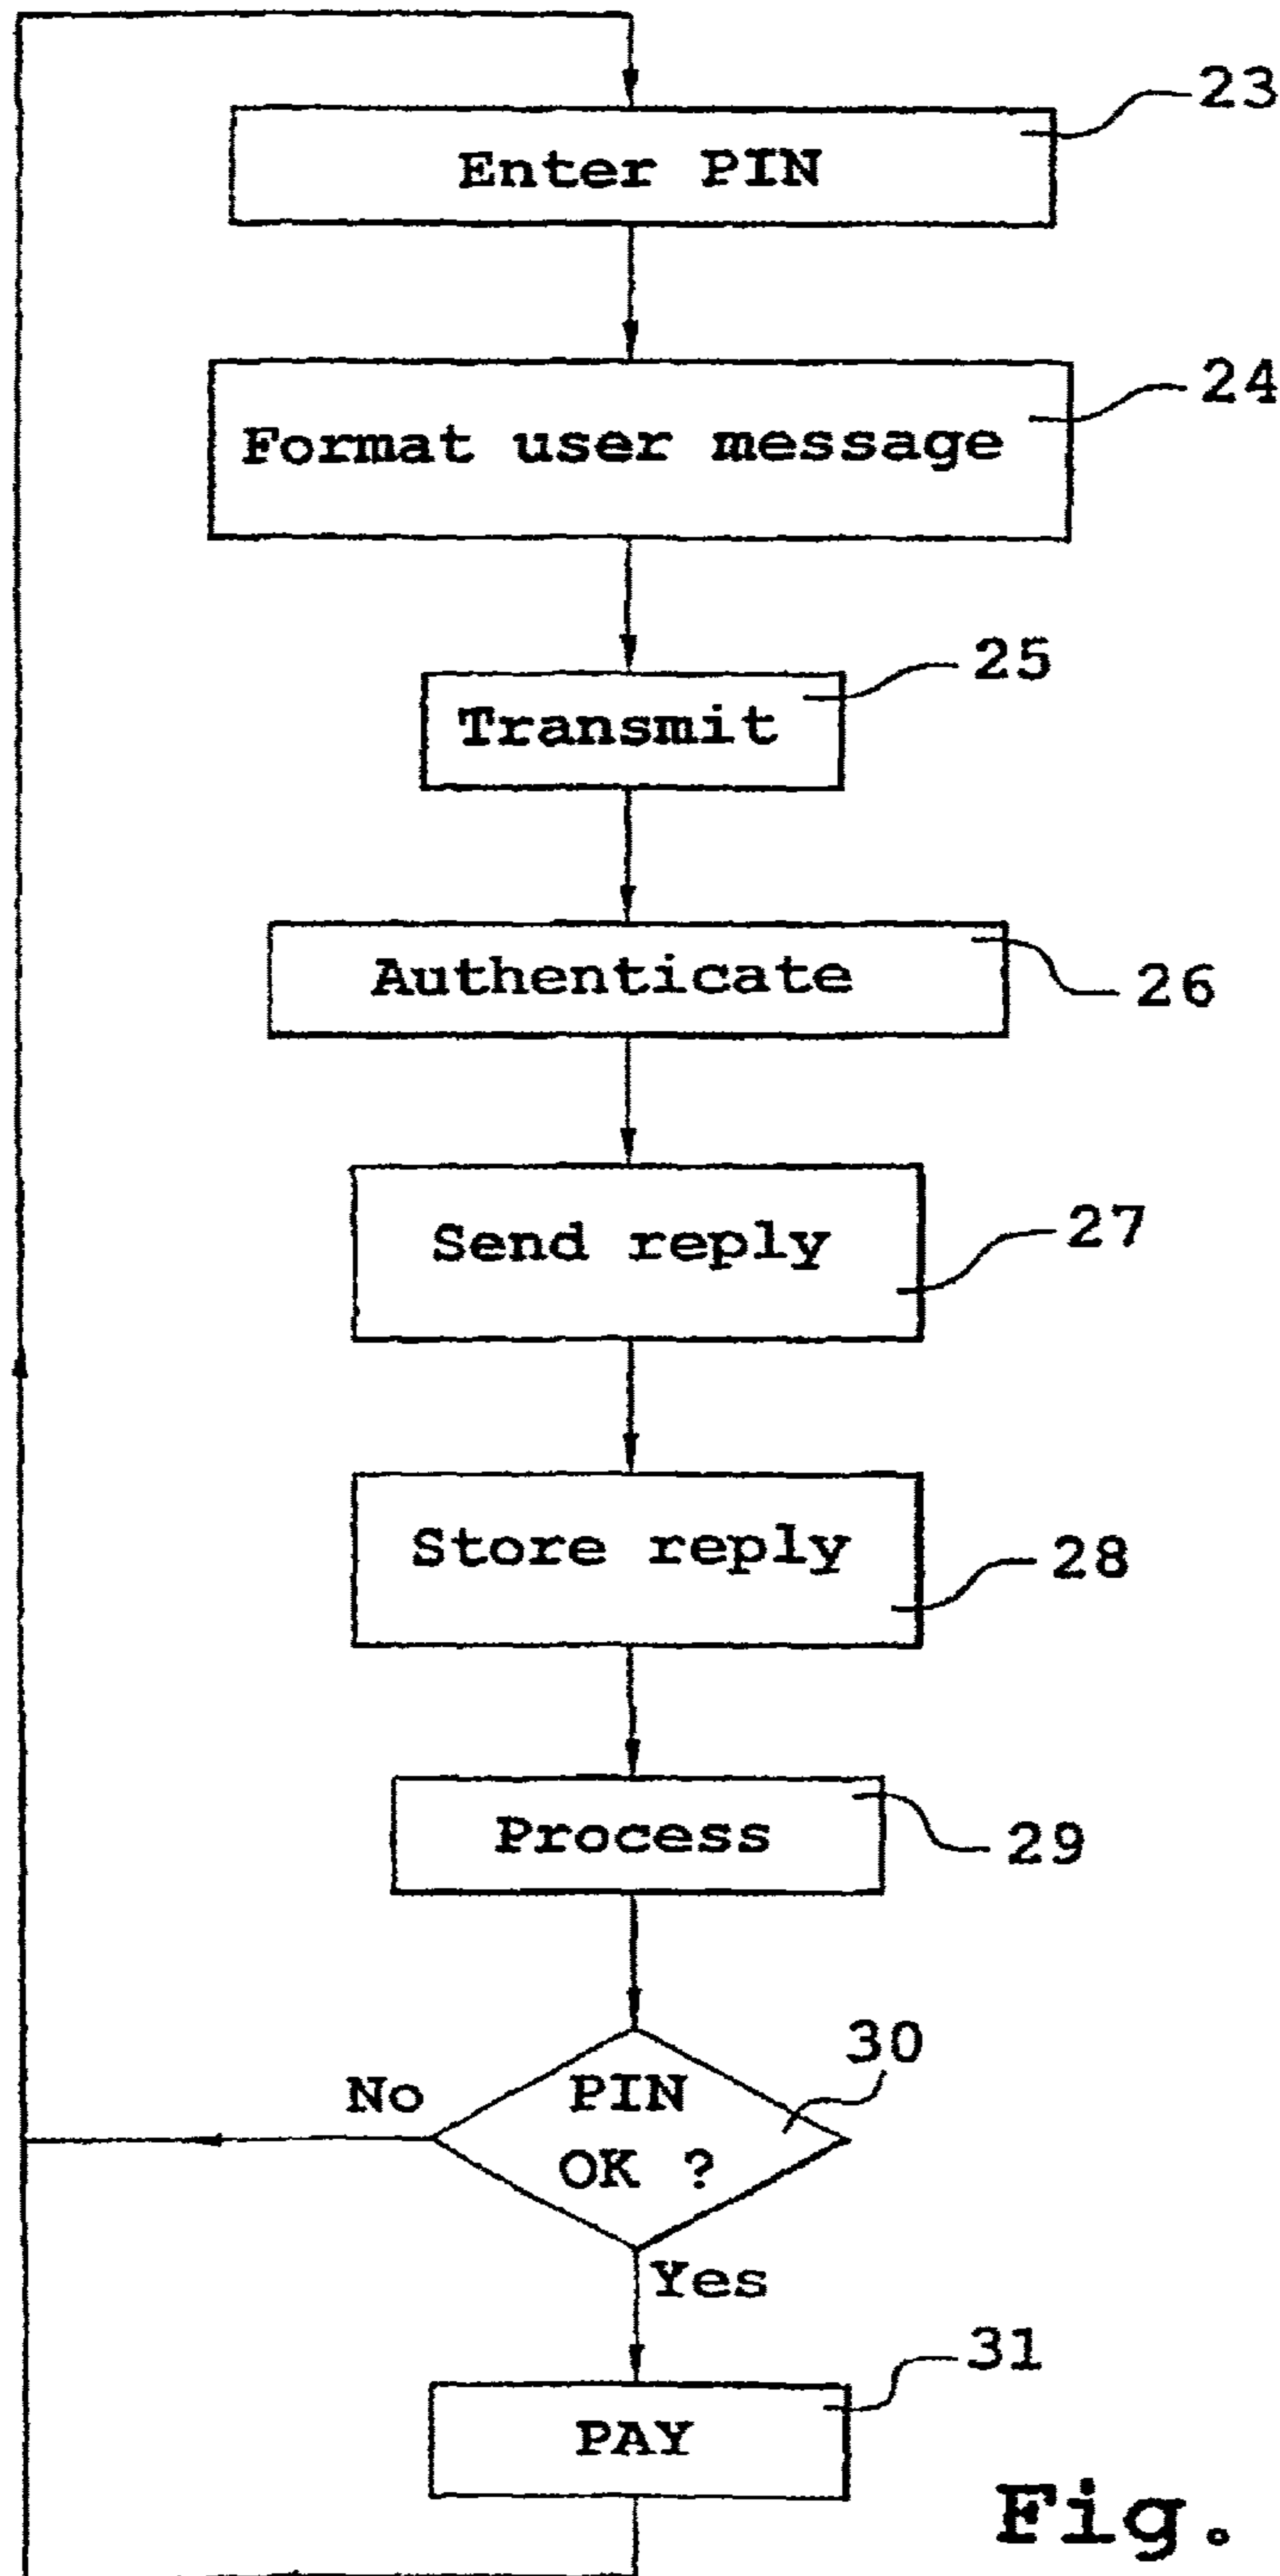 23
Enter PIN
24
Format user message
25
Transmit
Authenticate
26
Send reply
27
Store reply
28
Process
29
30
No
PIN
OK ?
Yes
31
PAY
Fig.